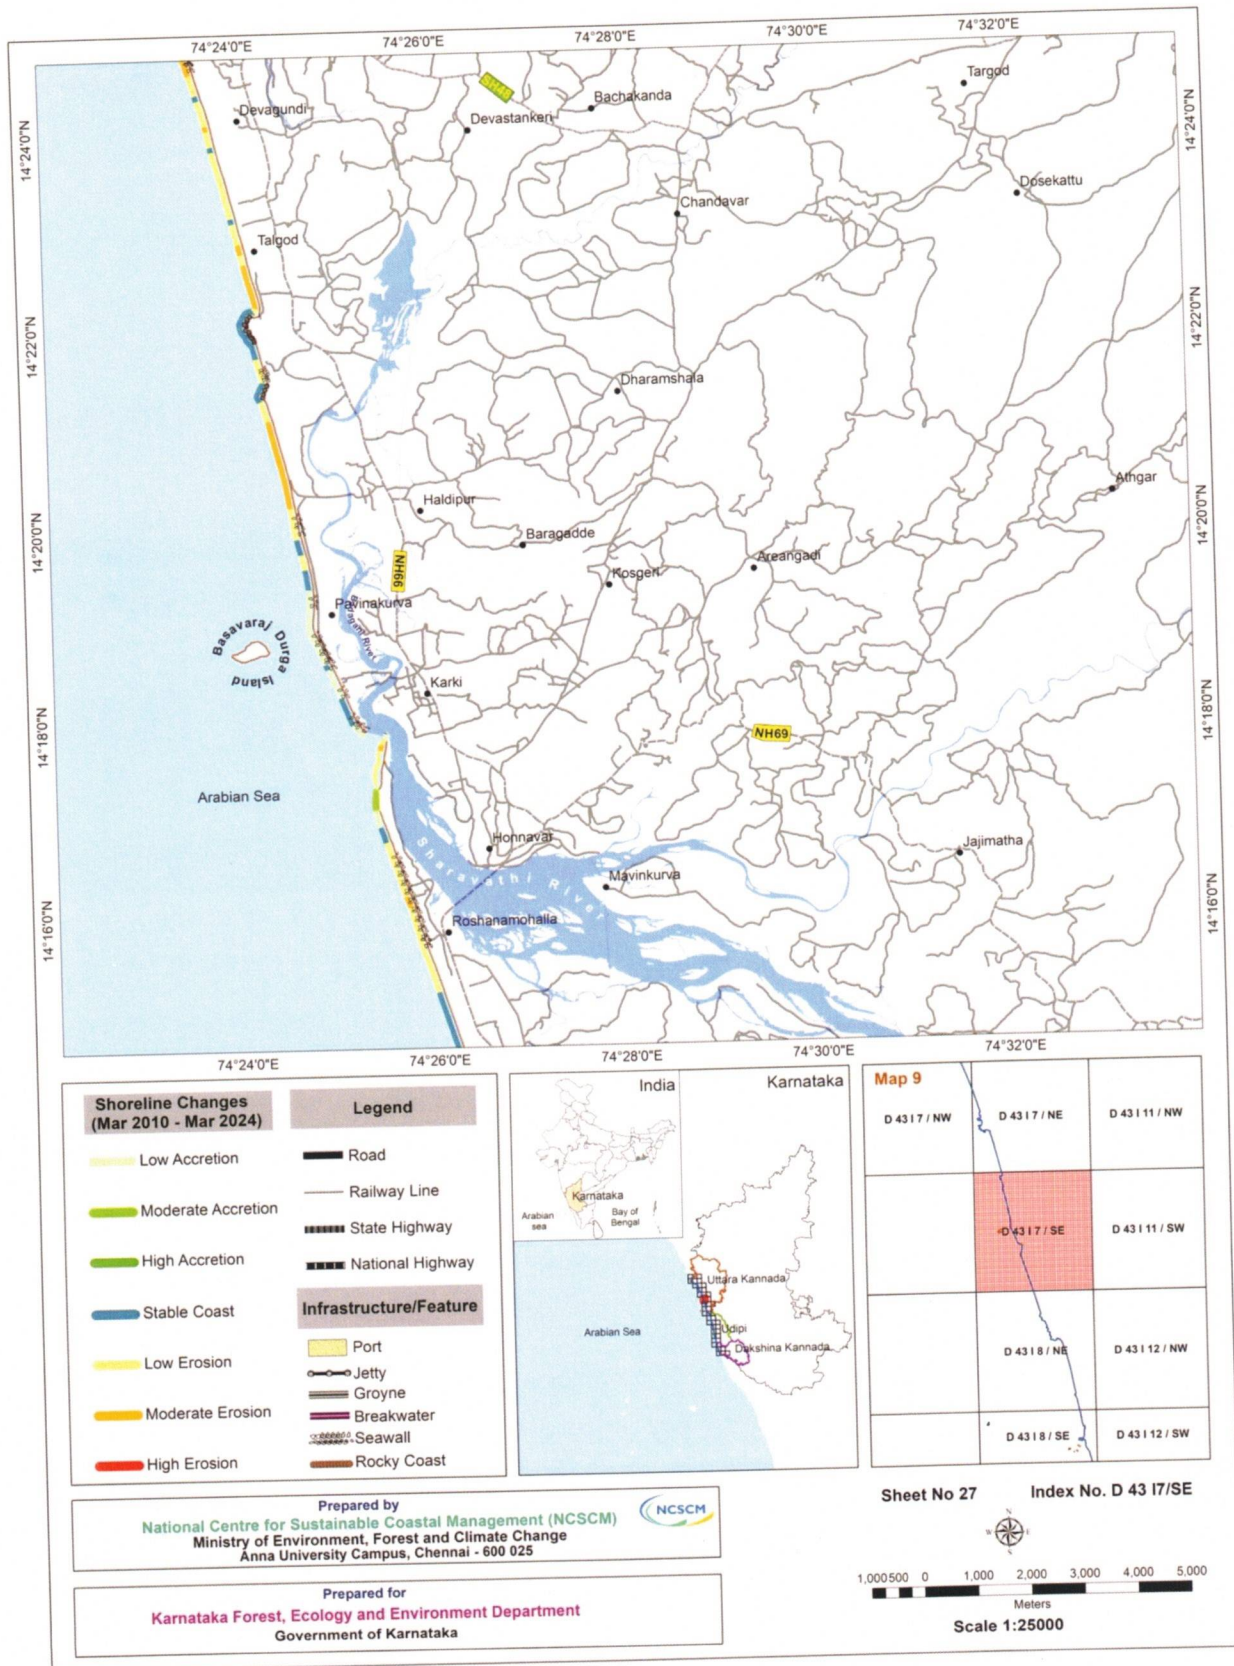 74°24'0"E
74°26'0"E
74°28'0"E
74°30'0"E
74°32'0"E
14°24'0"N
14°22'0"N
14°20'0"N
14°18'0"N
14°16'0"N
14°24'0"N
14°22'0"N
14°20'0"N
14°18'0"N
14°16'0"N
SH48
Targod
Bachakanda
Devagundi
Devastankeri
Dosekattu
Chandavar
Talgod
Dharamshala
Athgar
Haldipur
Baragadde
Areangadi
Kosgeri
NH66
Pavinakurva
Basavaraj Durga Island
Karki
NH69
Arabian Sea
Honnavar
Jajimatha
Sharavathi River
Mavinkurva
Roshanamohalla
74°24'0"E
74°26'0"E
74°28'0"E
74°30'0"E
74°32'0"E
Shoreline Changes
(Mar 2010 - Mar 2024)
Low Accretion
Moderate Accretion
High Accretion
Stable Coast
Low Erosion
Moderate Erosion
High Erosion
Legend
Road
Railway Line
State Highway
National Highway
Infrastructure/Feature
Port
Jetty
Groyne
Breakwater
Seawall
Rocky Coast
India
Karnataka
Arabian
sea
Bay of
Bengal
Karnataka
Uttara Kannada
Arabian Sea
Udipi
Dakshina Kannada
Map 9
D 43 I 7 / NW
D 43 I 7 / NE
D 43 I 11 / NW
D 43 I 7 / SE
D 43 I 11 / SW
D 43 I 8 / NE
D 43 I 12 / NW
D 43 I 8 / SE
D 43 I 12 / SW
Prepared by
National Centre for Sustainable Coastal Management (NCSCM)
Ministry of Environment, Forest and Climate Change
Anna University Campus, Chennai - 600 025
NCSCM
Prepared for
Karnataka Forest, Ecology and Environment Department
Government of Karnataka
Sheet No 27
Index No. D 43 I7/SE
N
W
E
S
1,000 500 0 1,000 2,000 3,000 4,000 5,000
Meters
Scale 1:25000